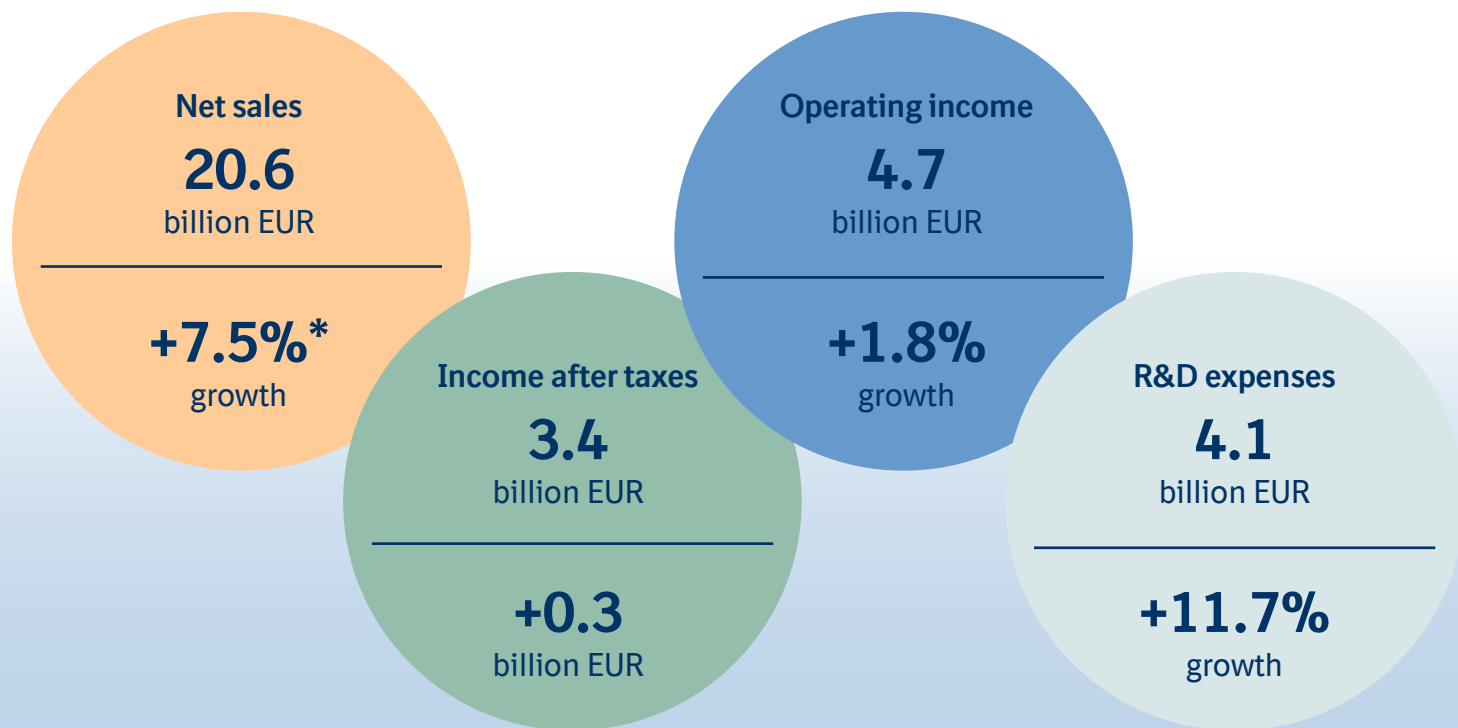 Net sales
20.6
billion EUR
+7.5%*
growth
Income after taxes
3.4
billion EUR
+0.3
billion EUR
Operating income
4.7
billion EUR
+1.8%
growth
R&D expenses
4.1
billion EUR
+11.7%
growth